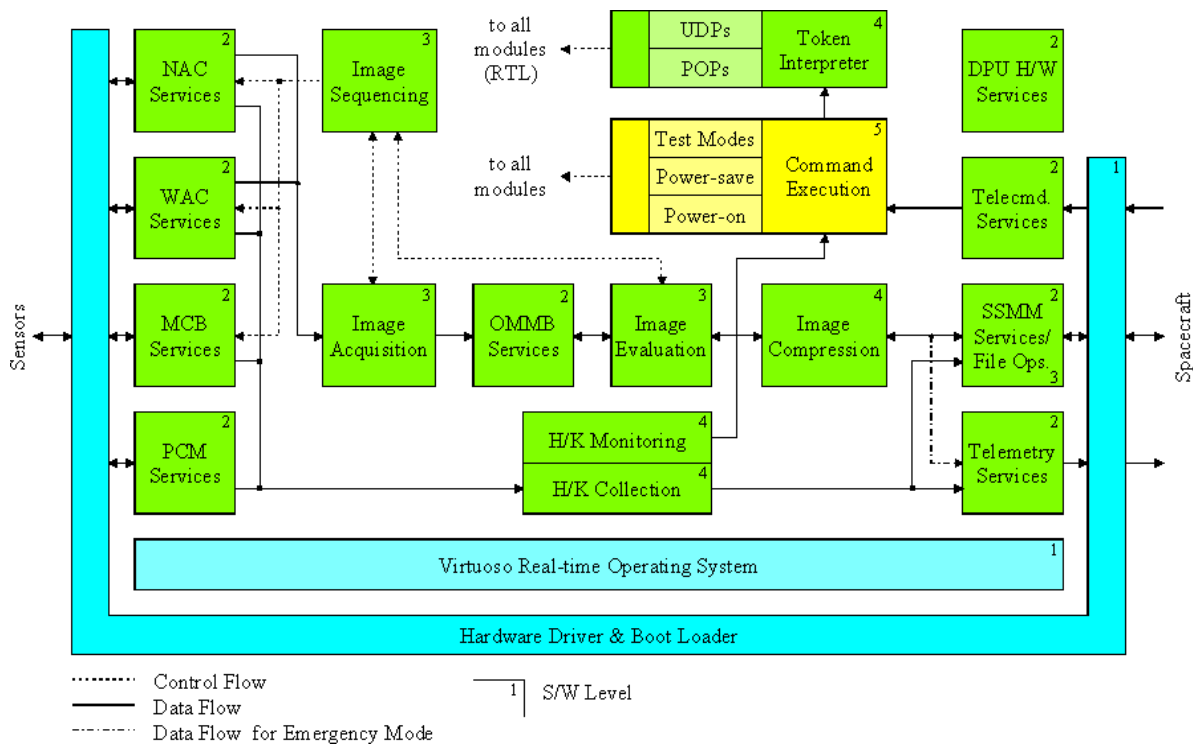 2
NAC
Services
3
Image
Sequencing
to all
modules
(RTL)
UDPs
POPs
4
Token
Interpreter
2
DPU H/W
Services
2
WAC
Services
to all
modules
Test Modes
Power-save
Power-on
5
Command
Execution
2
Telecmd.
Services
1
Sensors
2
MCB
Services
3
Image
Acquisition
2
OMMB
Services
3
Image
Evaluation
4
Image
Compression
2
SSMM
Services/
File Ops.
3
Spacecraft
2
PCM
Services
4
H/K Monitoring
4
H/K Collection
2
Telemetry
Services
1
Virtuoso Real-time Operating System
Hardware Driver & Boot Loader
Control Flow
Data Flow
Data Flow for Emergency Mode
1
S/W Level